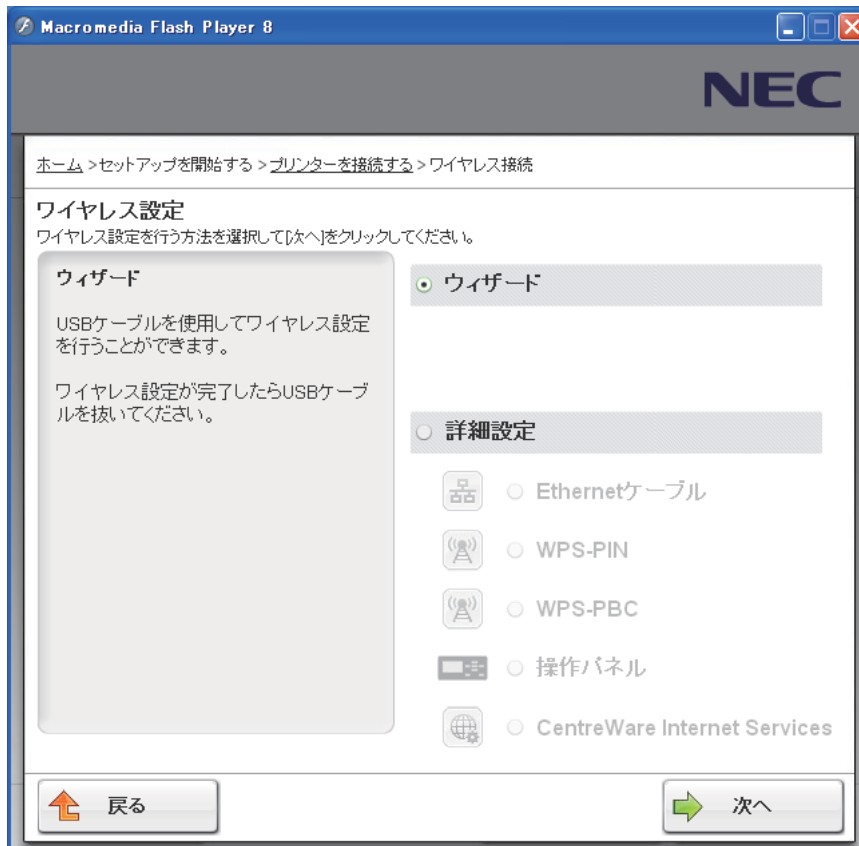 Macromedia Flash Player 8
NEC
ホーム >セットアップを開始する >プリンターを接続する >ワイヤレス接続
ワイヤレス設定
ワイヤレス設定を行う方法を選択して[次へ]をクリックしてください。
ウィザード
USBケーブルを使用してワイヤレス設定
を行うことができます。
ワイヤレス設定が完了したらUSBケーブ
ルを抜いてください。
ウィザード
詳細設定
Ethernetケーブル
WPS-PIN
WPS-PBC
操作パネル
CentreWare Internet Services
戻る
次へ